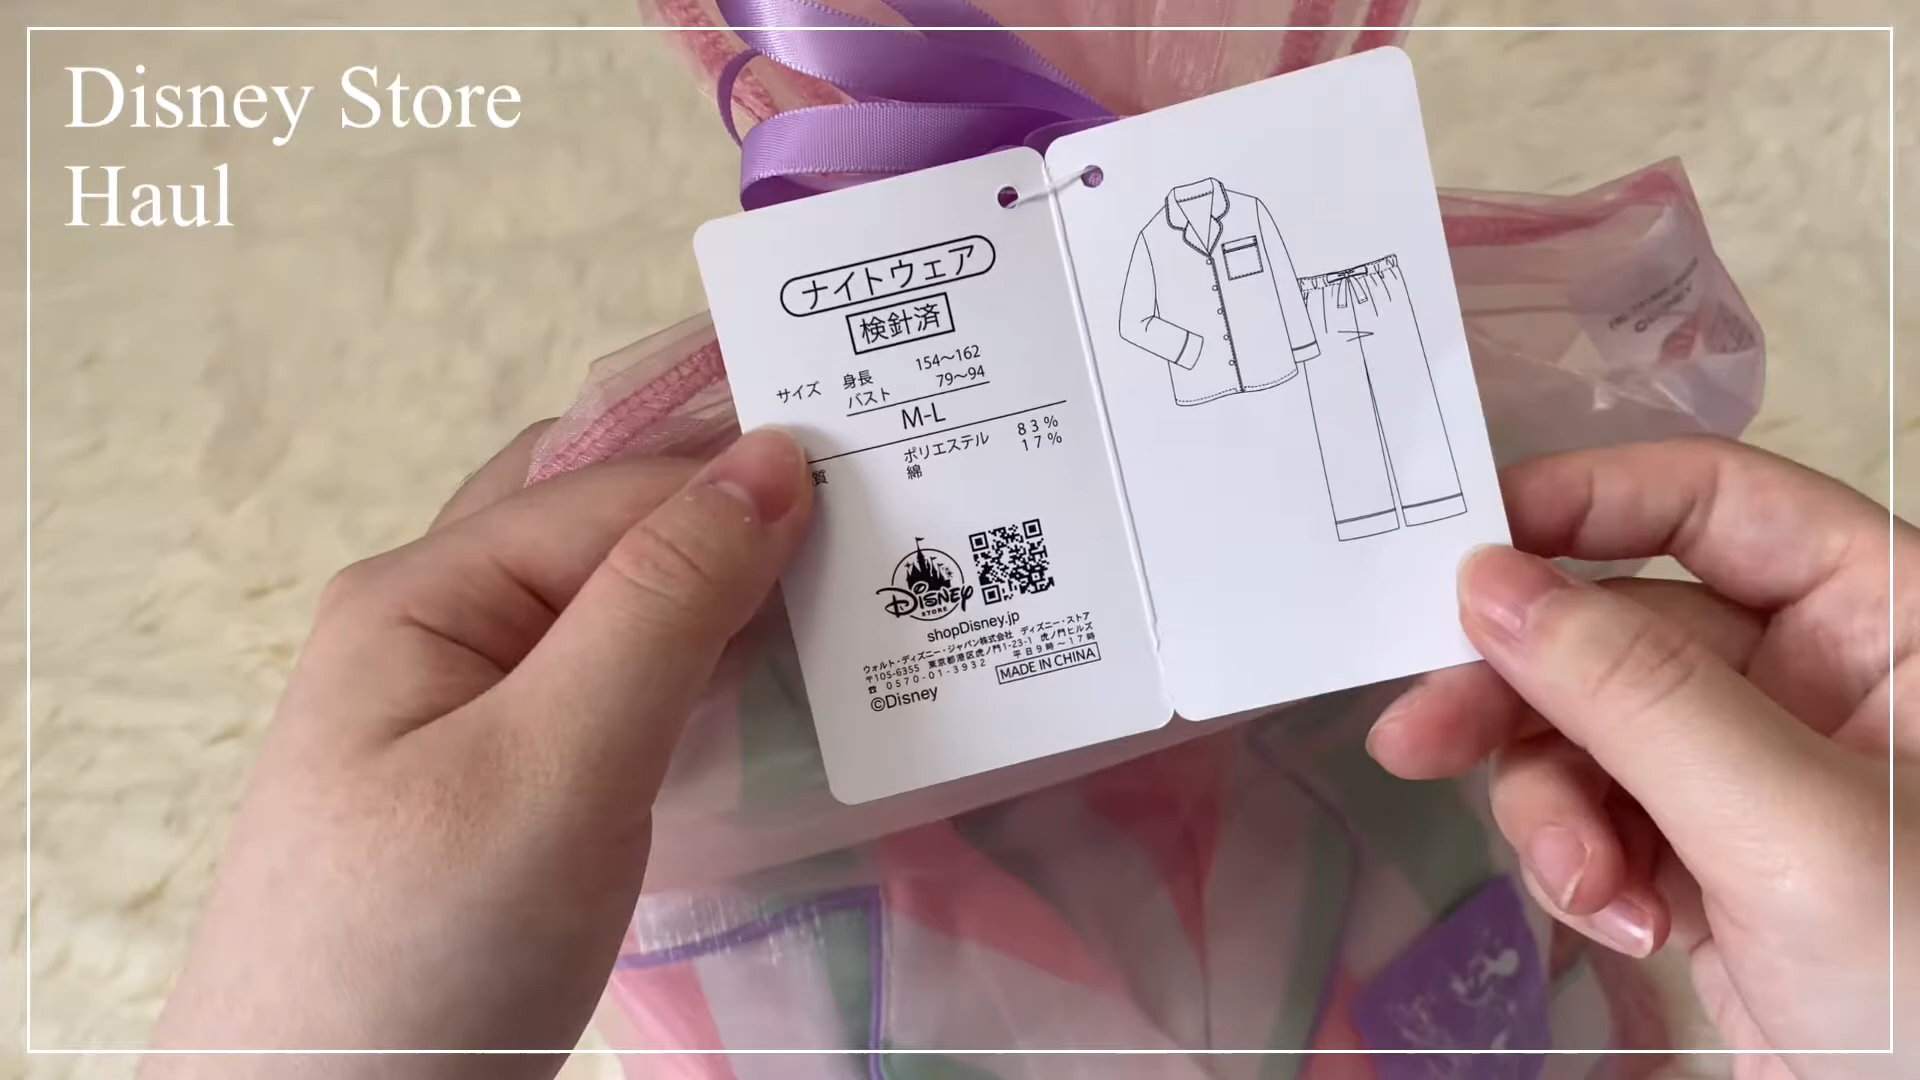 Disney Store
Haul
ナイトウェア
検針済
サイズ 身長 154〜162
バスト 79〜94
M-L
質 ポリエステル 83%
綿 17%
Disney
STORE
shopDisney.jp
ウォルト・ディズニー・ジャパン株式会社 ディズニー・ストア
〒105-6355 東京都港区虎ノ門1-23-1 虎ノ門ヒルズ
☎ 0570-01-3932 平日9時〜17時
©Disney
MADE IN CHINA